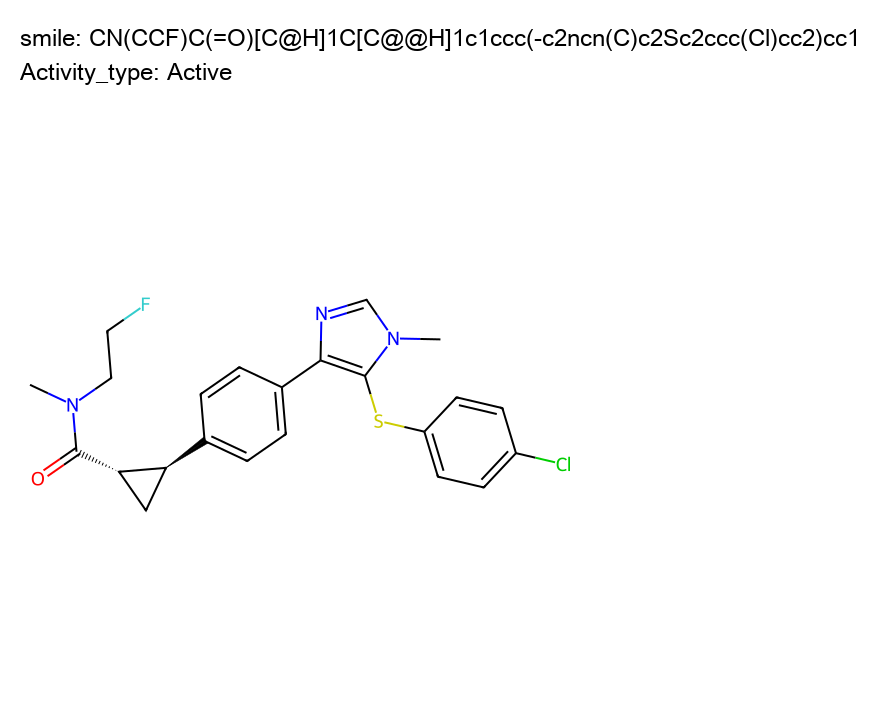 smile: CN(CCF)C(=O)[C@H]1C[C@@H]1c1ccc(-c2ncn(C)c2Sc2ccc(Cl)cc2)cc1
Activity_type: Active
F
N
N
N
S
O
Cl